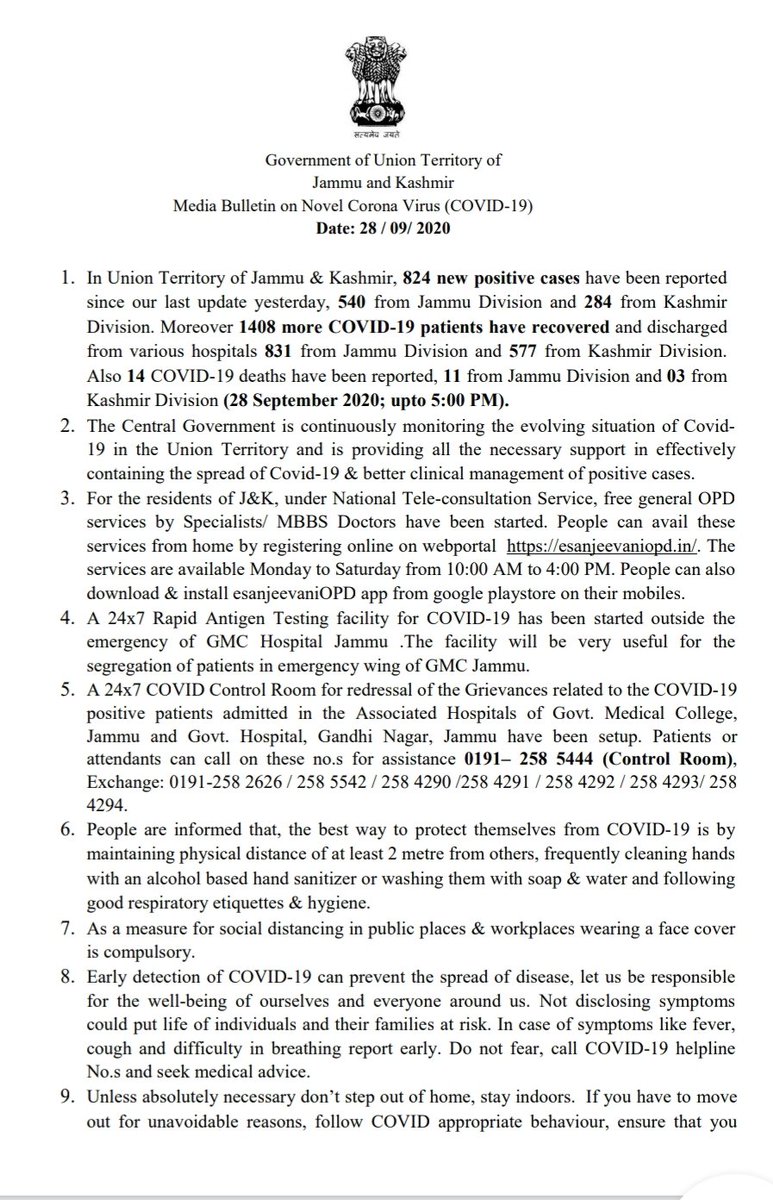 सत्यमेव जयते
Government of Union Territory of
Jammu and Kashmir
Media Bulletin on Novel Corona Virus (COVID-19)
Date: 28 / 09/ 2020
1. In Union Territory of Jammu & Kashmir, 824 new positive cases have been reported
since our last update yesterday, 540 from Jammu Division and 284 from Kashmir
Division. Moreover 1408 more COVID-19 patients have recovered and discharged
from various hospitals 831 from Jammu Division and 577 from Kashmir Division.
Also 14 COVID-19 deaths have been reported, 11 from Jammu Division and 03 from
Kashmir Division (28 September 2020; upto 5:00 PM).
2. The Central Government is continuously monitoring the evolving situation of Covid-
19 in the Union Territory and is providing all the necessary support in effectively
containing the spread of Covid-19 & better clinical management of positive cases.
3. For the residents of J&K, under National Tele-consultation Service, free general OPD
services by Specialists/ MBBS Doctors have been started. People can avail these
services from home by registering online on webportal https://esanjeevaniopd.in/. The
services are available Monday to Saturday from 10:00 AM to 4:00 PM. People can also
download & install esanjeevaniOPD app from google playstore on their mobiles.
4. A 24x7 Rapid Antigen Testing facility for COVID-19 has been started outside the
emergency of GMC Hospital Jammu .The facility will be very useful for the
segregation of patients in emergency wing of GMC Jammu.
5. A 24x7 COVID Control Room for redressal of the Grievances related to the COVID-19
positive patients admitted in the Associated Hospitals of Govt. Medical College,
Jammu and Govt. Hospital, Gandhi Nagar, Jammu have been setup. Patients or
attendants can call on these no.s for assistance 0191– 258 5444 (Control Room),
Exchange: 0191-258 2626 / 258 5542 / 258 4290 /258 4291 / 258 4292 / 258 4293/ 258
4294.
6. People are informed that, the best way to protect themselves from COVID-19 is by
maintaining physical distance of at least 2 metre from others, frequently cleaning hands
with an alcohol based hand sanitizer or washing them with soap & water and following
good respiratory etiquettes & hygiene.
7. As a measure for social distancing in public places & workplaces wearing a face cover
is compulsory.
8. Early detection of COVID-19 can prevent the spread of disease, let us be responsible
for the well-being of ourselves and everyone around us. Not disclosing symptoms
could put life of individuals and their families at risk. In case of symptoms like fever,
cough and difficulty in breathing report early. Do not fear, call COVID-19 helpline
No.s and seek medical advice.
9. Unless absolutely necessary don’t step out of home, stay indoors. If you have to move
out for unavoidable reasons, follow COVID appropriate behaviour, ensure that you